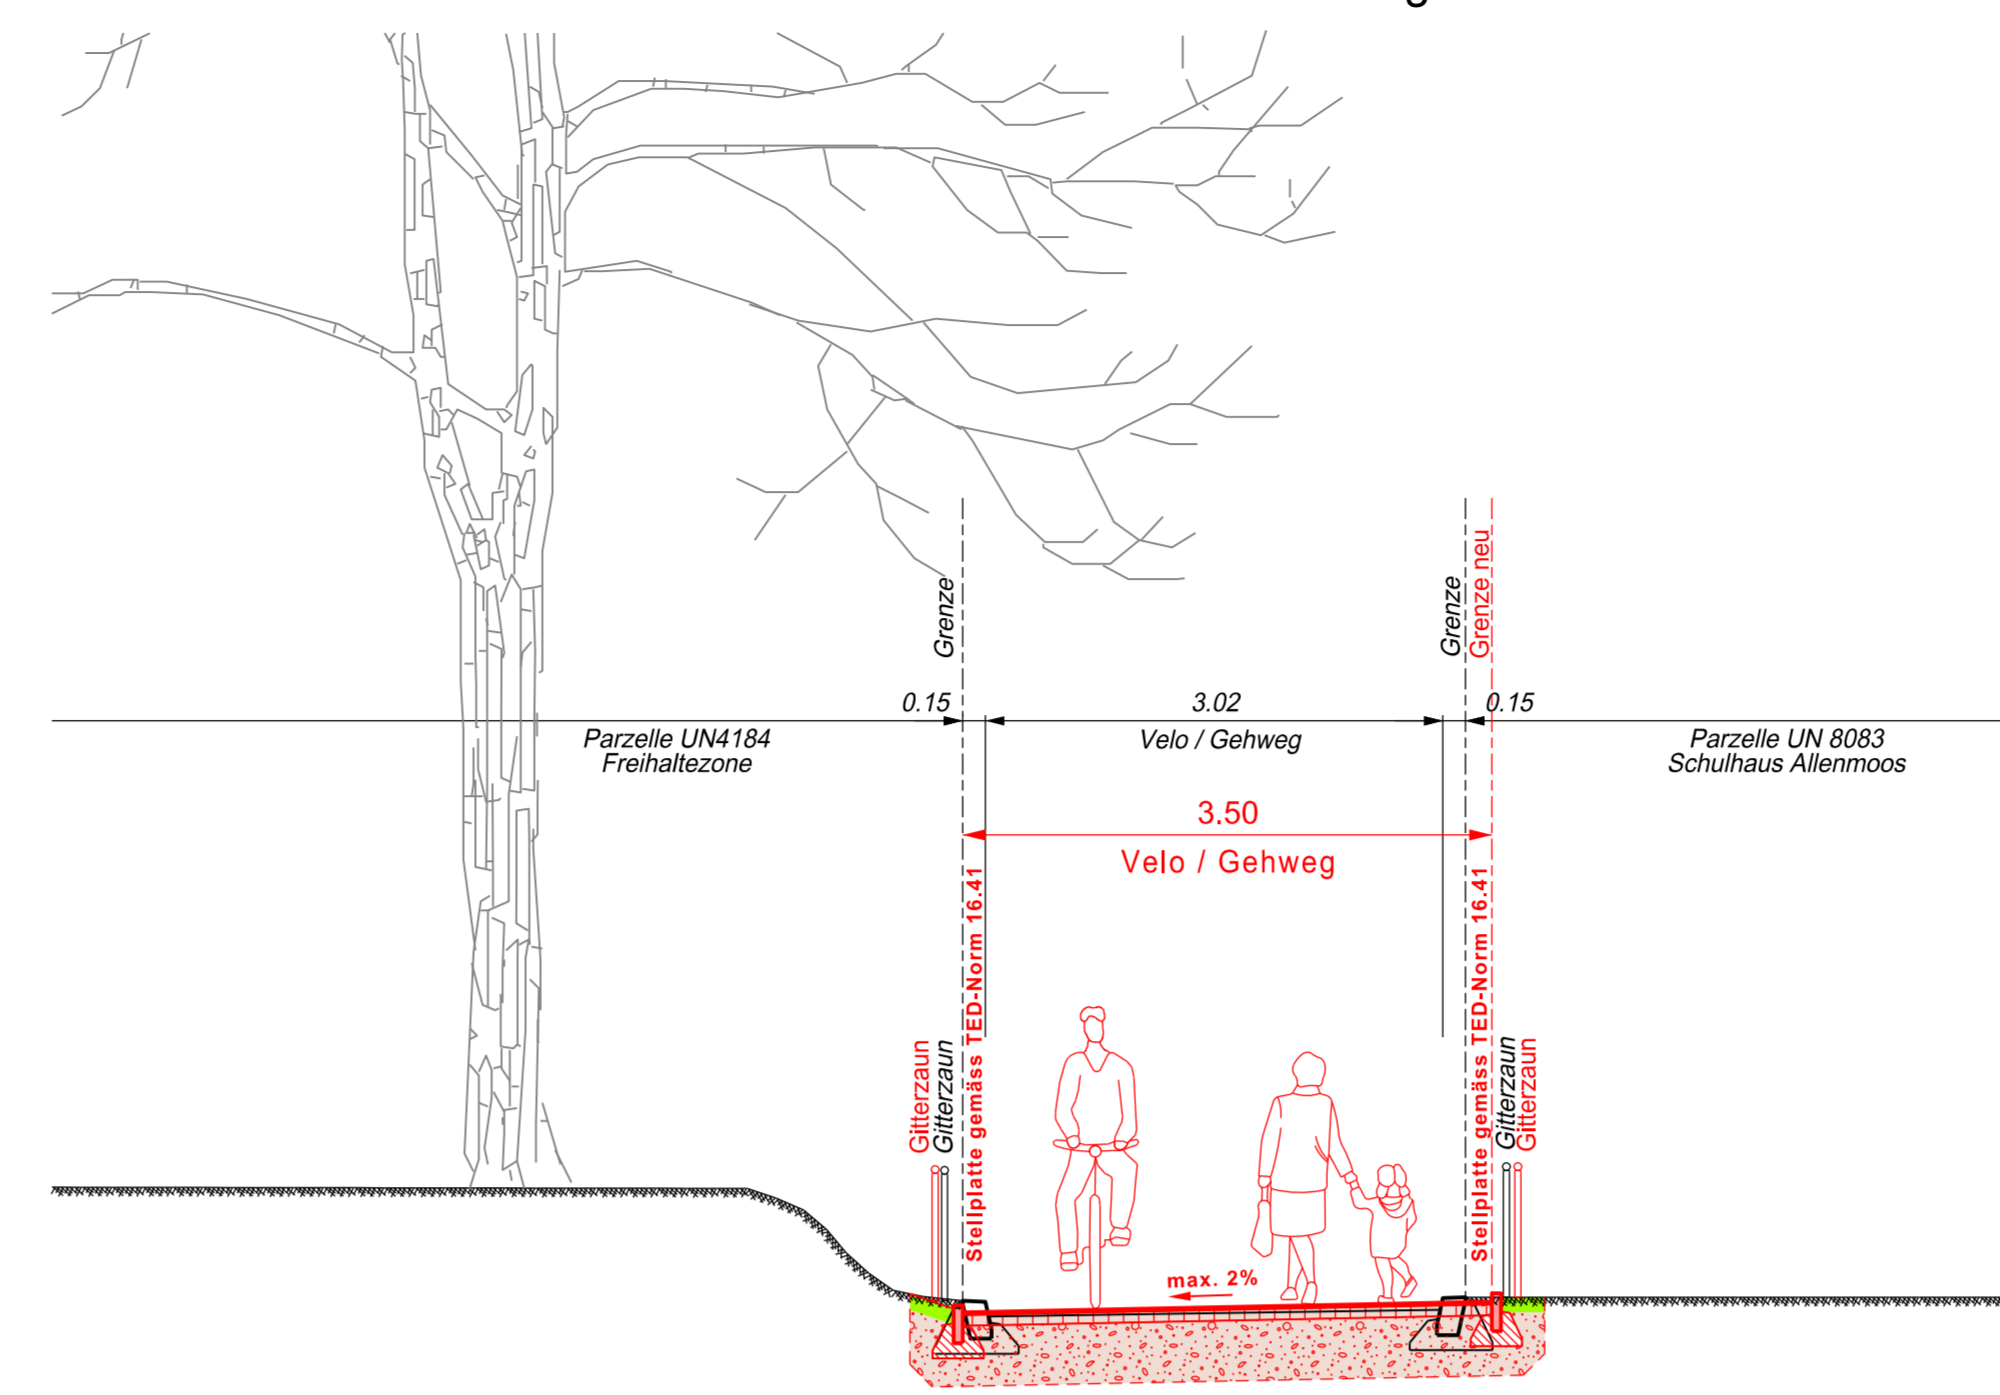 Grenze
Grenze
Grenze neu
0.15
3.02
0.15
Parzelle UN4184
Freihaltezone
Velo / Gehweg
Parzelle UN 8083
Schulhaus Allenmoos
3.50
Velo / Gehweg
Stellplatte gemäss TED-Norm 16.41
Stellplatte gemäss TED-Norm 16.41
Gitterzaun
Gitterzaun
Gitterzaun
Gitterzaun
max. 2%